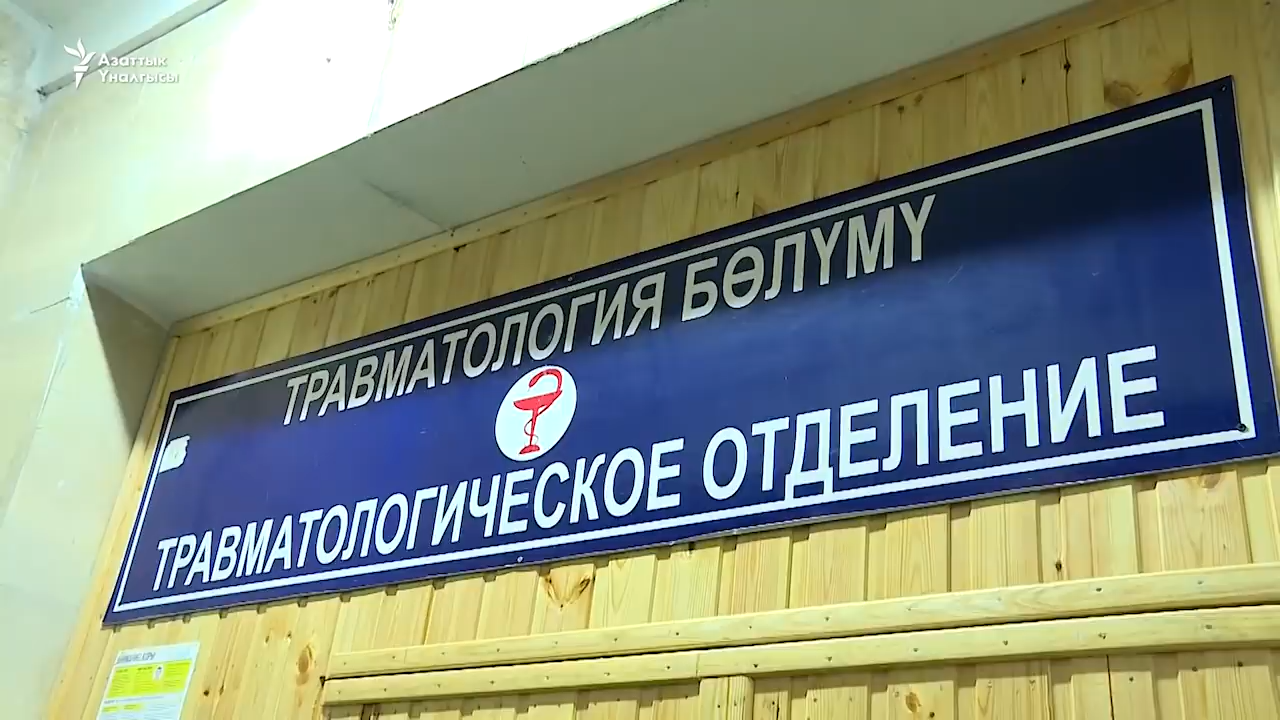 Азаттык
Үналгысы
ТРАВМАТОЛОГИЯ БӨЛҮМҮ
ТРАВМАТОЛОГИЧЕСКОЕ ОТДЕЛЕНИЕ